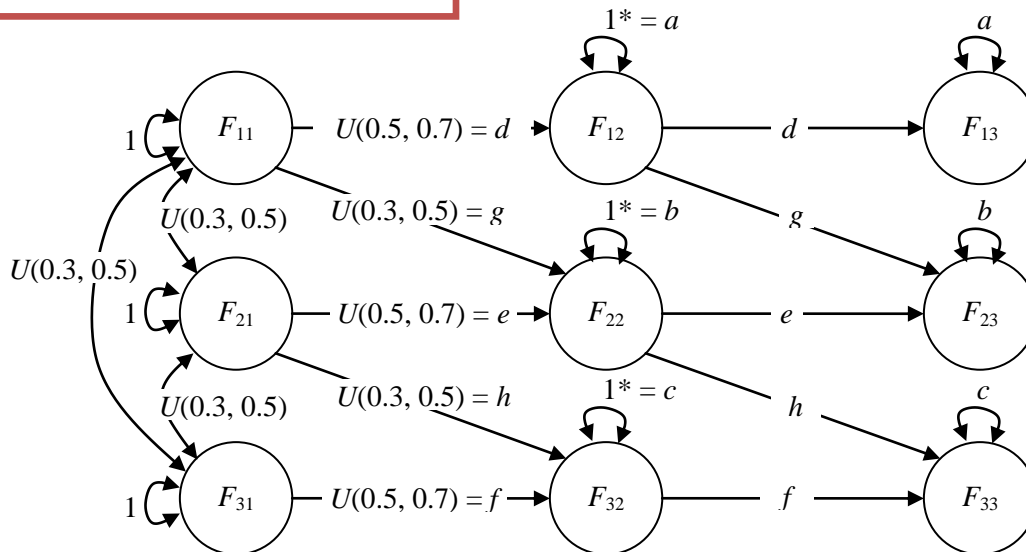 1* = a
a
1
F11
U(0.5, 0.7) = d
F12
d
F13
U(0.3, 0.5)
U(0.3, 0.5) = g
1* = b
g
b
U(0.3, 0.5)
1
F21
U(0.5, 0.7) = e
F22
e
F23
U(0.3, 0.5)
U(0.3, 0.5) = h
1* = c
h
c
1
F31
U(0.5, 0.7) = f
F32
f
F33